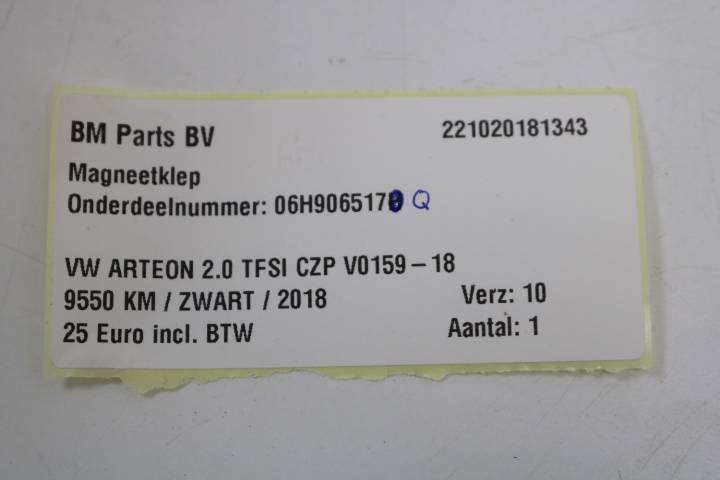 BM Parts BV 221020181343
Magneetklep
Onderdeelnummer: 06H906517 Q
VW ARTEON 2.0 TFSI CZP V0159-18
9550 KM / ZWART / 2018 Verz: 10
25 Euro incl. BTW Aantal: 1